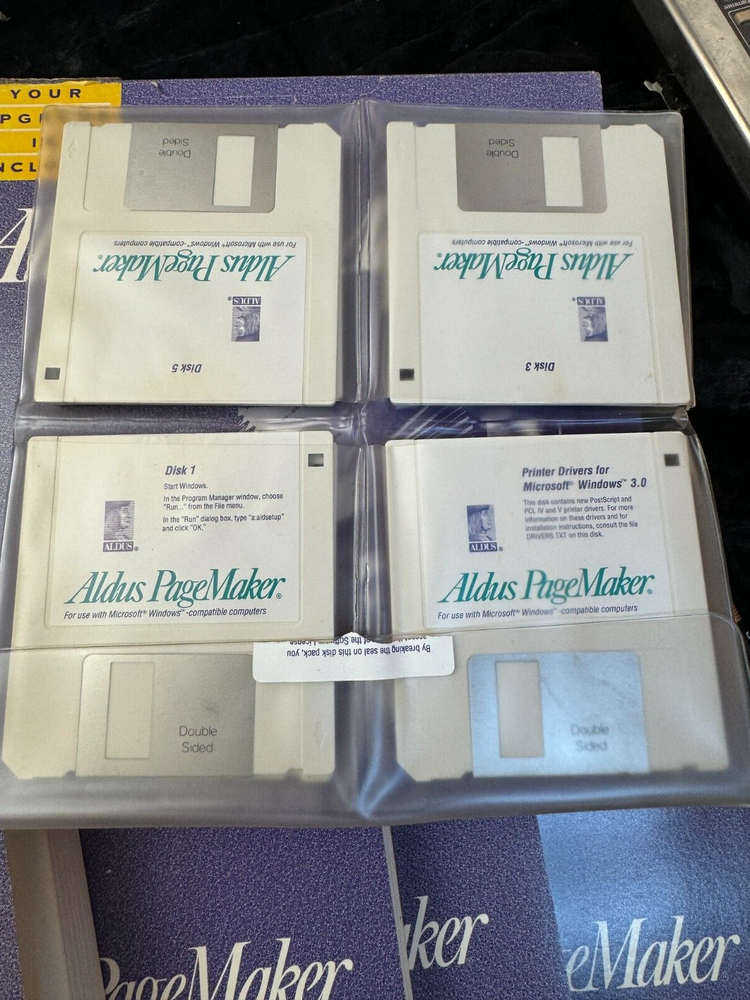 YOUR
Double
Sided
For use with Microsoft® Windows™-compatible computers
Aldus PageMaker®
ALDUS®
Disk 5
Double
Sided
For use with Microsoft® Windows™-compatible computers
Aldus PageMaker®
ALDUS®
Disk 3
Disk 1
Start Windows.
In the Program Manager window, choose
"Run..." from the File menu.
In the "Run" dialog box, type "a:aldsetup"
and click "OK."
ALDUS®
Aldus PageMaker®
For use with Microsoft® Windows™-compatible computers
Printer Drivers for
Microsoft® Windows™ 3.0
This disk contains new PostScript and
PCL IV and V printer drivers. For more
information on these drivers and for
installation instructions, consult the file
DRIVERS.TXT on this disk.
ALDUS®
Aldus PageMaker®
For use with Microsoft® Windows™-compatible computers
By breaking the seal on this disk pack, you
of the Software License
Double
Sided
Double
Sided
PageMaker
ker
eMaker